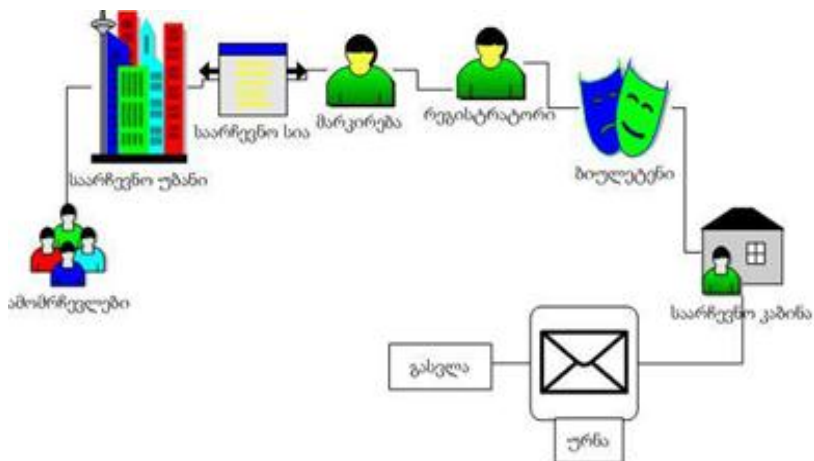 ამომრჩევლები
საარჩევნო უბანი
საარჩევნო სია
მარკირება
რეგისტრატორი
ბიულეტენი
საარჩევნო კაბინა
ურნა
გასვლა